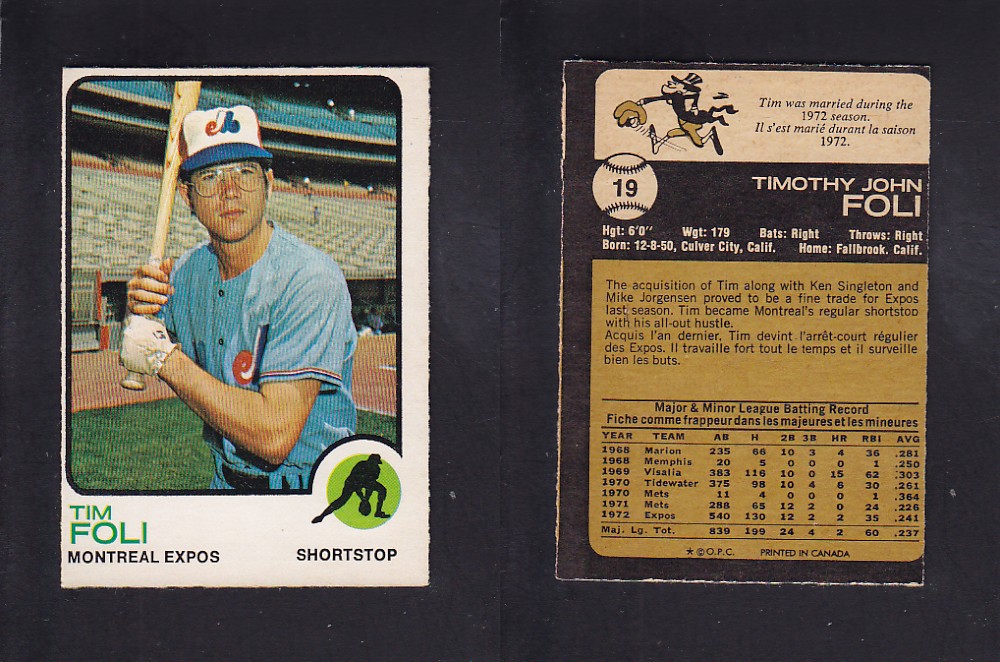 eb
eb
TIM
FOLI
MONTREAL EXPOS
SHORTSTOP
Tim was married during the
1972 season.
Il s'est marié durant la saison
1972.
19
TIMOTHY JOHN
FOLI
Hgt: 6'0" Wgt: 179 Bats: Right Throws: Right
Born: 12-8-50, Culver City, Calif. Home: Fallbrook, Calif.
The acquisition of Tim along with Ken Singleton and
Mike Jorgensen proved to be a fine trade for Expos
last season. Tim became Montreal's regular shortstop
with his all-out hustle.
Acquis l'an dernier, Tim devint l'arrêt-court régulier
des Expos. Il travaille fort tout le temps et il surveille
bien les buts.
Major & Minor League Batting Record
Fiche comme frappeur dans les majeures et les mineures
YEAR TEAM AB H 2B 3B HR RBI AVG
1968 Marion 235 66 10 3 4 36 .281
1968 Memphis 20 5 0 0 0 1 .250
1969 Visalia 383 116 10 0 15 62 .303
1970 Tidewater 375 98 10 4 6 30 .261
1970 Mets 11 4 0 0 0 1 .364
1971 Mets 288 65 12 2 0 24 .226
1972 Expos 540 130 12 2 2 35 .241
Maj. Lg. Tot. 839 199 24 4 2 60 .237
* © O.P.C. PRINTED IN CANADA